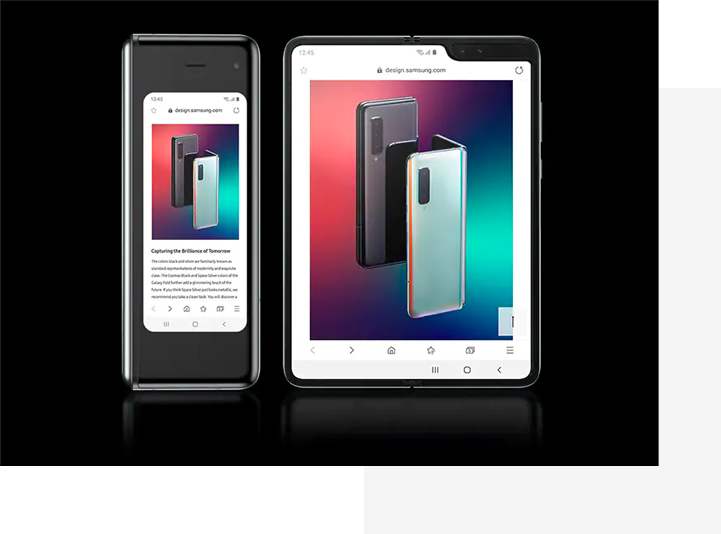 12:45
design.samsung.com
Capturing the Brilliance of Tomorrow
The colors black and silver are familiarly known as
standard representations of modernity and exquisite
class. The Cosmos Black and Space Silver colors of the
Galaxy Fold further add a glimmering touch of the
future. If you think Space Silver just looks metallic, we
recommend you take a closer look. You will discover a
12:45
design.samsung.com